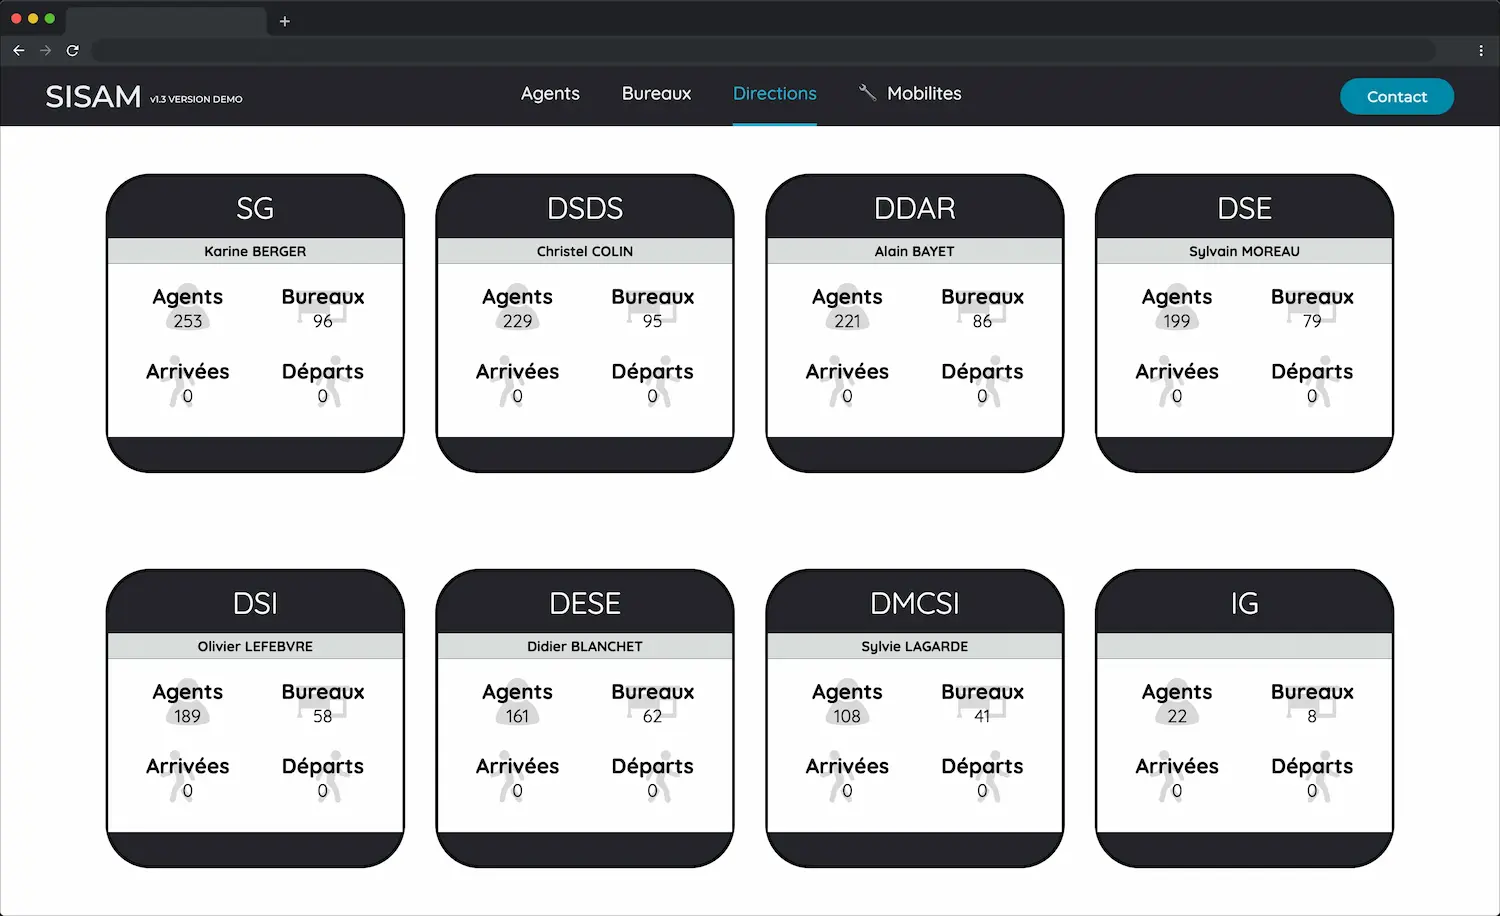 SISAM v1.3 VERSION DEMO
Agents Bureaux Directions Mobilites Contact
SG DSDS DDAR DSE
Karine BERGER Christel COLIN Alain BAYET Sylvain MOREAU
Agents Bureaux Agents Bureaux Agents Bureaux Agents Bureaux
253 96 229 95 221 86 199 79
Arrivées Départs Arrivées Départs Arrivées Départs Arrivées Départs
0 0 0 0 0 0 0 0
DSI DESE DMCSI IG
Olivier LEFEBVRE Didier BLANCHET Sylvie LAGARDE
Agents Bureaux Agents Bureaux Agents Bureaux Agents Bureaux
189 58 161 62 108 41 22 8
Arrivées Départs Arrivées Départs Arrivées Départs Arrivées Départs
0 0 0 0 0 0 0 0